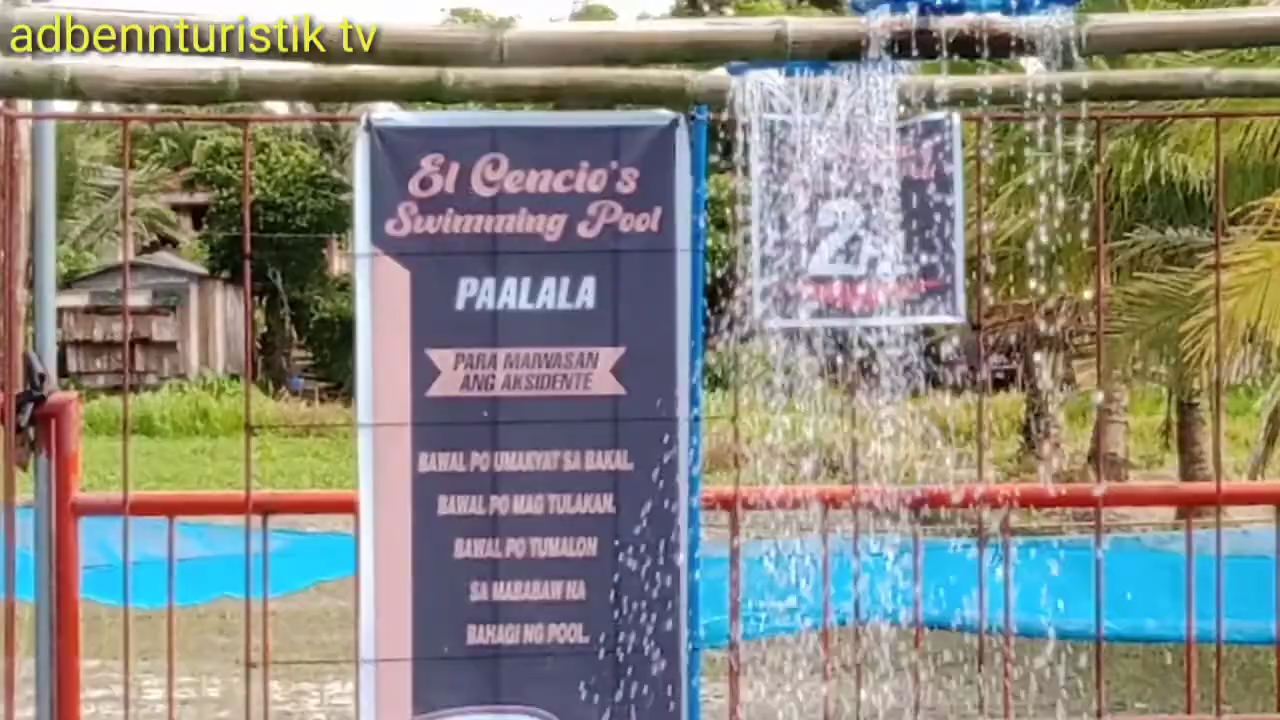 adbennturistik tv
El Cencio's
Swimming Pool
PAALALA
PARA MAIWASAN
ANG AKSIDENTE
BAWAL PO UMAKYAT SA BAKAL.
BAWAL PO MAG TULAKAN.
BAWAL PO TUMALON
SA MABABAW NA
BAHAGI NG POOL.